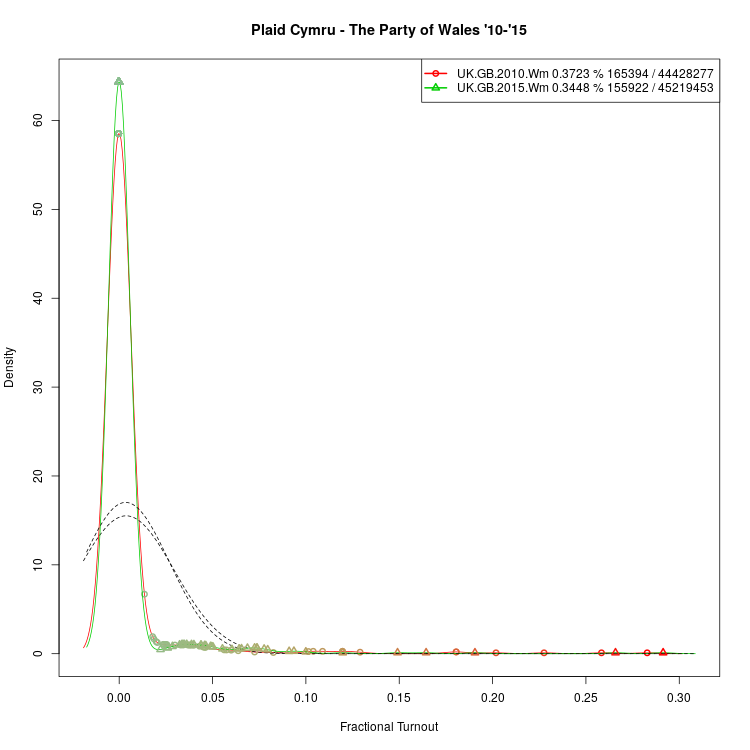 Plaid Cymru - The Party of Wales '10-'15
UK.GB.2010.Wm 0.3723 % 165394 / 44428277
UK.GB.2015.Wm 0.3448 % 155922 / 45219453
Density
60
50
40
30
20
10
0
0.00 0.05 0.10 0.15 0.20 0.25 0.30
Fractional Turnout